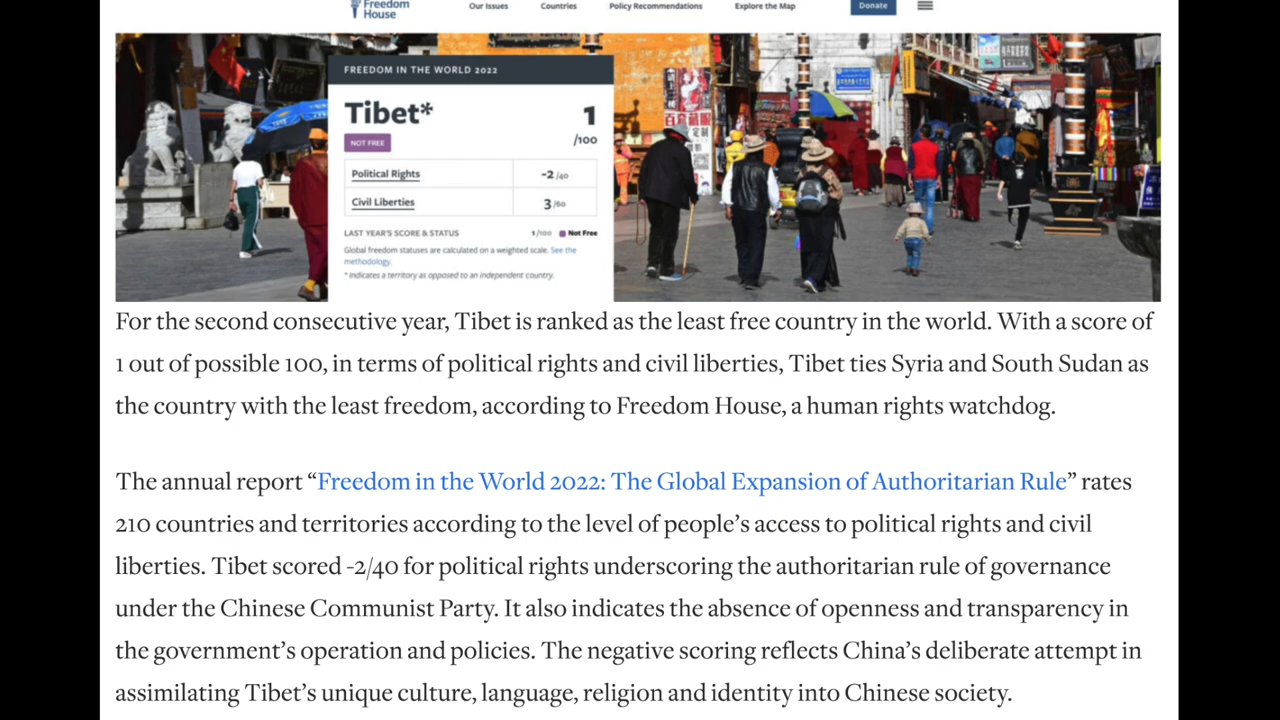 Freedom
House
Our Issues
Countries
Policy Recommendations
Explore the Map
Donate
FREEDOM IN THE WORLD 2022
Tibet*
1
/100
NOT FREE
Political Rights
-2 /40
Civil Liberties
3 /60
LAST YEAR'S SCORE & STATUS
1 /100 Not Free
Global freedom statuses are calculated on a weighted scale. See the
methodology.
* Indicates a territory as opposed to an independent country.
百套藏服
For the second consecutive year, Tibet is ranked as the least free country in the world. With a score of
1 out of possible 100, in terms of political rights and civil liberties, Tibet ties Syria and South Sudan as
the country with the least freedom, according to Freedom House, a human rights watchdog.
The annual report “Freedom in the World 2022: The Global Expansion of Authoritarian Rule” rates
210 countries and territories according to the level of people’s access to political rights and civil
liberties. Tibet scored -2/40 for political rights underscoring the authoritarian rule of governance
under the Chinese Communist Party. It also indicates the absence of openness and transparency in
the government’s operation and policies. The negative scoring reflects China’s deliberate attempt in
assimilating Tibet’s unique culture, language, religion and identity into Chinese society.